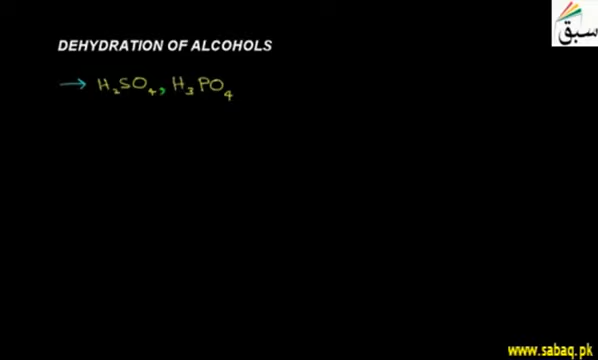 سبق
DEHYDRATION OF ALCOHOLS
→ H₂SO₄, H₃PO₄
www.sabaq.pk